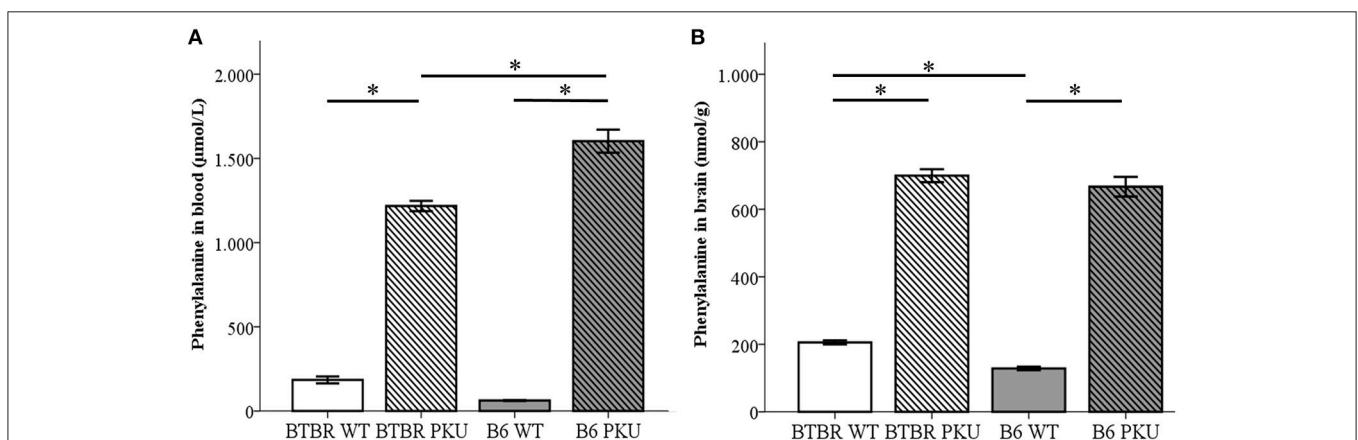 A
Phenylalanine in blood (μmol/L)
2.000
1.500
1.000
500
0
*
*
*
BTBR WT BTBR PKU B6 WT B6 PKU
B
Phenylalanine in brain (nmol/g)
1.000
800
600
400
200
0
*
*
*
BTBR WT BTBR PKU B6 WT B6 PKU